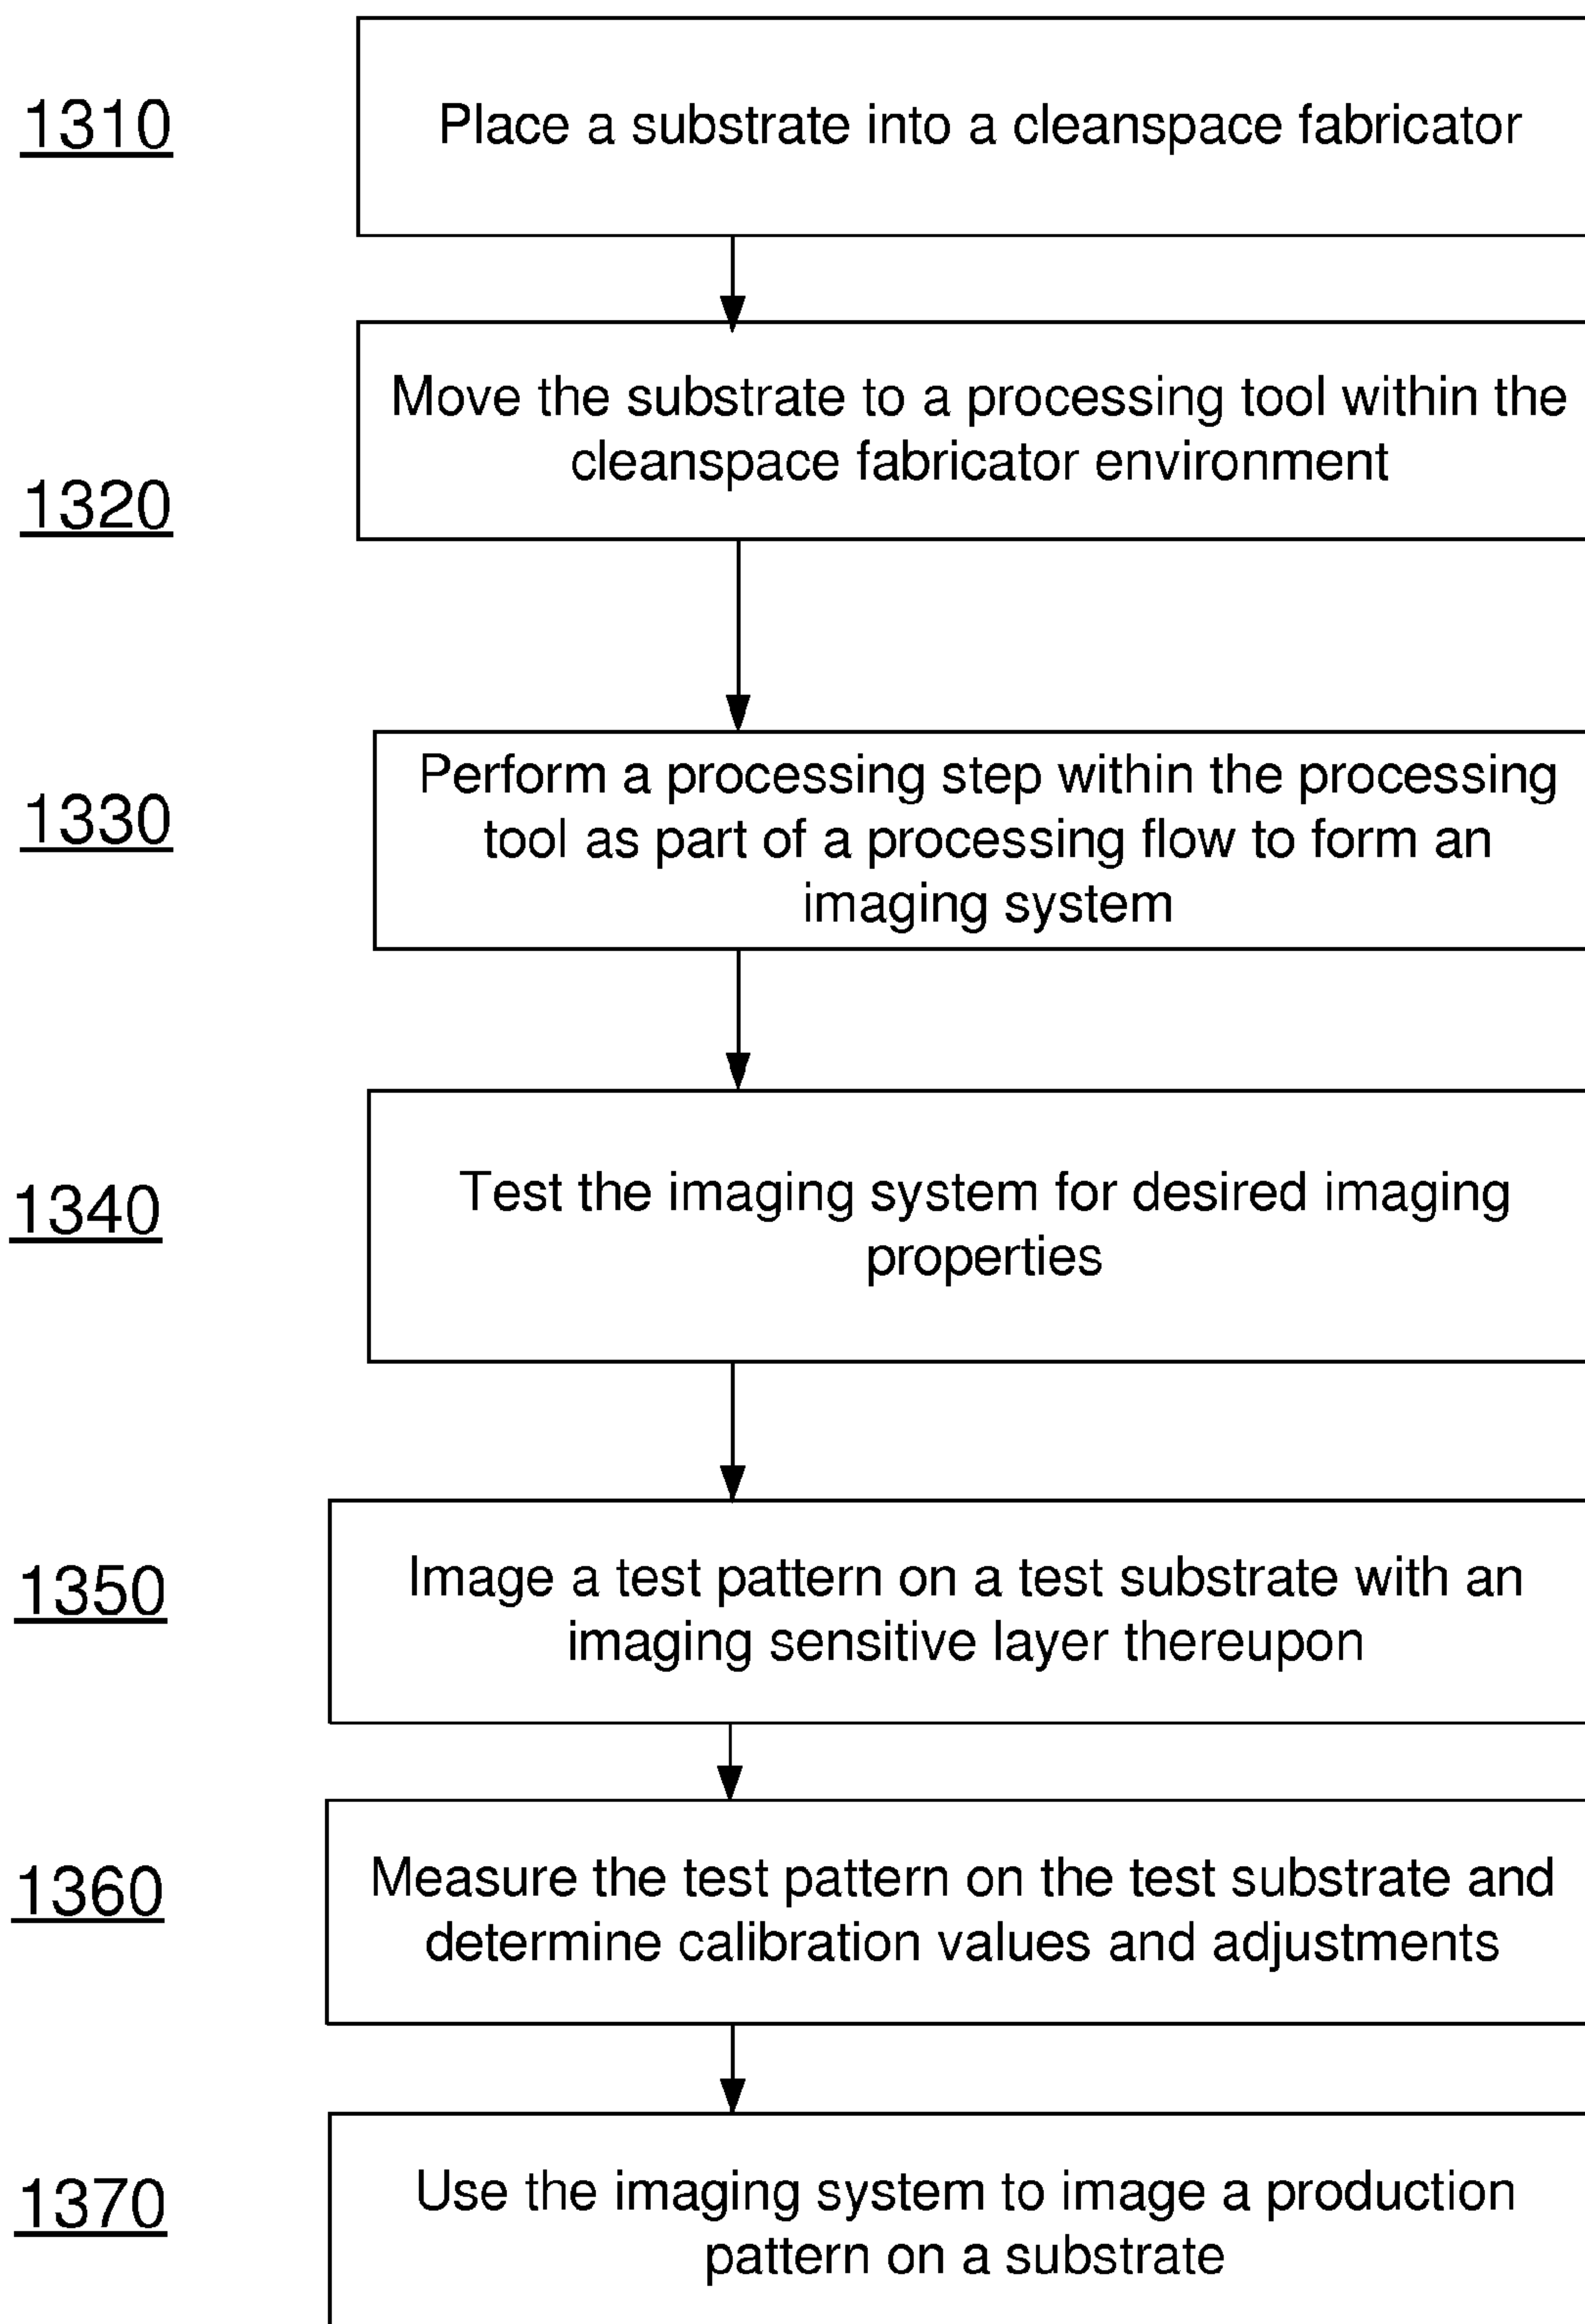 1310
Place a substrate into a cleanspace fabricator
Move the substrate to a processing tool within the
cleanspace fabricator environment
1320
Perform a processing step within the processing
1330
tool as part of a processing flow to form an
imaging system
1340
Test the imaging system for desired imaging
properties
1350
Image a test pattern on a test substrate with an
imaging sensitive layer thereupon
1360
Measure the test pattern on the test substrate and
determine calibration values and adjustments
1370
Use the imaging system to image a production
pattern on a substrate